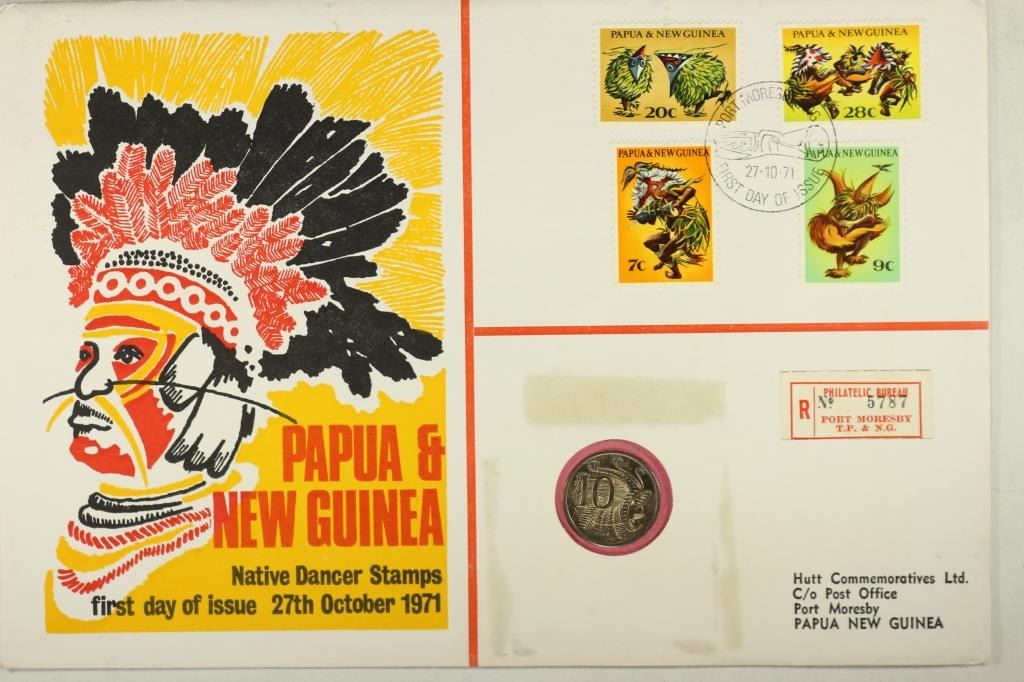 PAPUA & NEW GUINEA
20c
PAPUA & NEW GUINEA
28c
PAPUA & NEW GUINEA
7c
PAPUA & NEW GUINEA
9c
PORT MORESBY
27·10·71
FIRST DAY OF ISSUE
PAPUA &
NEW GUINEA
Native Dancer Stamps
first day of issue 27th October 1971
10
PHILATELIC BUREAU
R No 5787
PORT MORESBY
T.P. & N.G.
Hutt Commemoratives Ltd.
C/o Post Office
Port Moresby
PAPUA NEW GUINEA